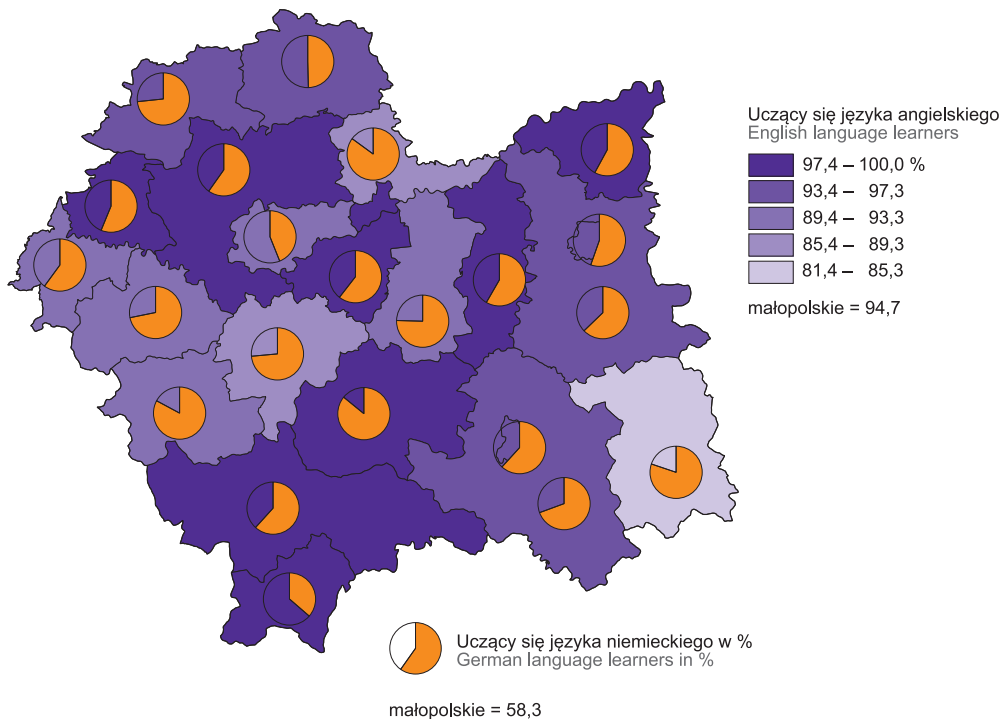 Uczący się języka angielskiego
English language learners
97,4 – 100,0 %
93,4 – 97,3
89,4 – 93,3
85,4 – 89,3
81,4 – 85,3
małopolskie = 94,7
Uczący się języka niemieckiego w %
German language learners in %
małopolskie = 58,3